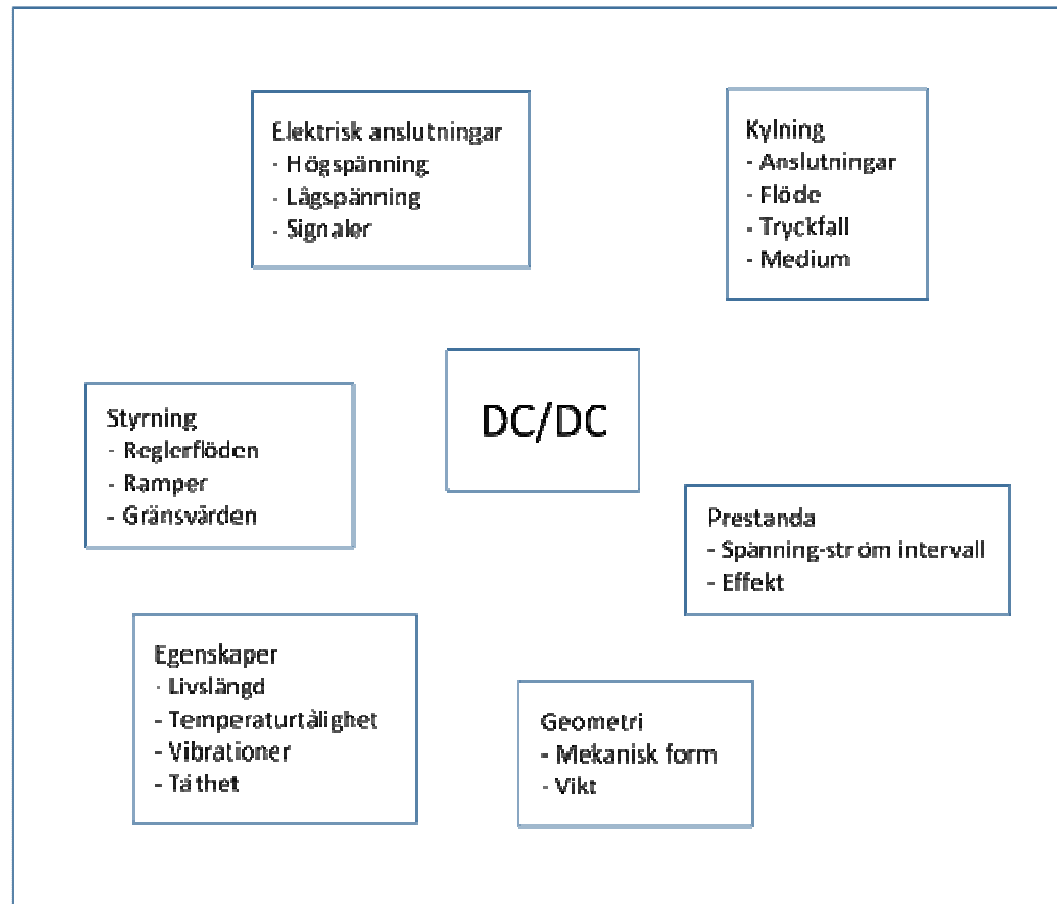 Elektrisk anslutningar
- Högspänning
- Lågspänning
- Signaler
Kylning
- Anslutningar
- Flöde
- Tryckfall
- Medium
DC/DC
Styrning
- Reglerflöden
- Ramper
- Gränsvärden
Prestanda
- Spänning-ström intervall
- Effekt
Egenskaper
- Livslängd
- Temperaturtålighet
- Vibrationer
- Täthet
Geometri
- Mekanisk form
- Vikt